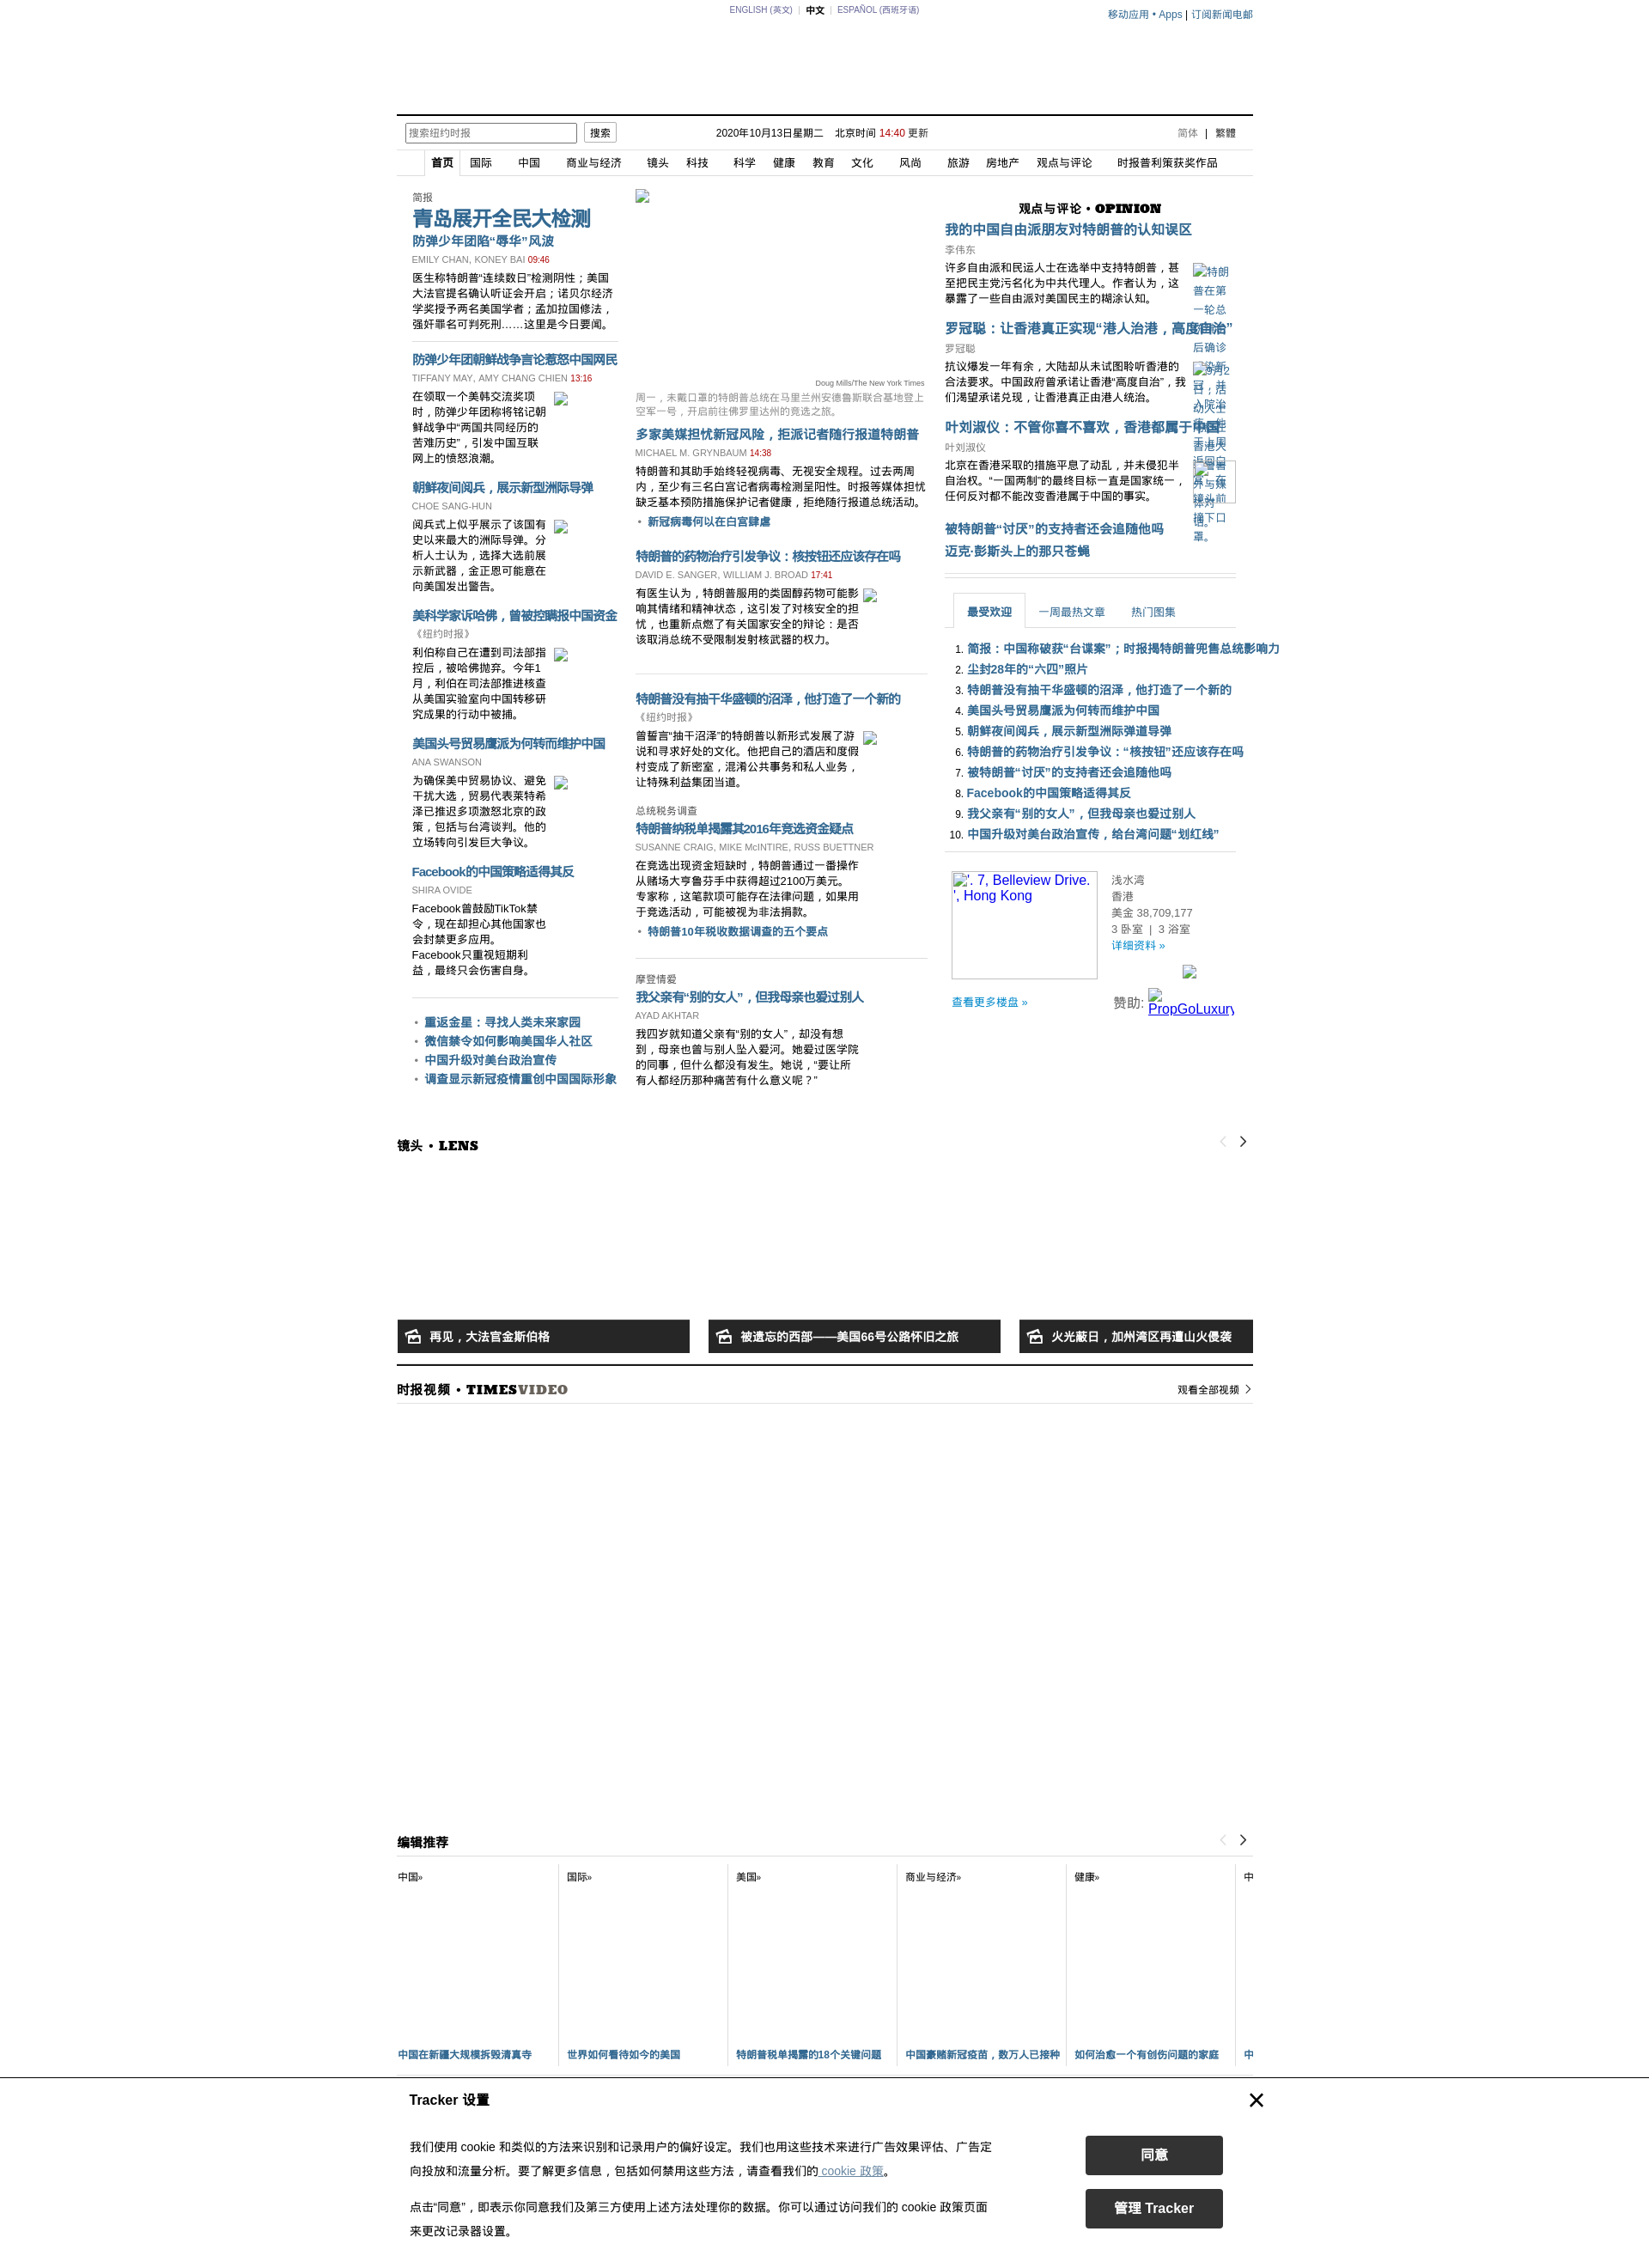 ENGLISH (英文) | 中文 | ESPAÑOL (西班牙语)
移动应用 • Apps | 订阅新闻电邮
搜索纽约时报 搜索
2020年10月13日星期二 北京时间 14:40 更新
简体 | 繁體
首页 国际 中国 商业与经济 镜头 科技 科学 健康 教育 文化 风尚 旅游 房地产 观点与评论 时报普利策获奖作品
简报
青岛展开全民大检测
防弹少年团陷“辱华”风波
EMILY CHAN, KONEY BAI 09:46
医生称特朗普“连续数日”检测阴性；美国
大法官提名确认听证会开启；诺贝尔经济
学奖授予两名美国学者；孟加拉国修法，
强奸罪名可判死刑……这里是今日要闻。
防弹少年团朝鲜战争言论惹怒中国网民
TIFFANY MAY, AMY CHANG CHIEN 13:16
在领取一个美韩交流奖项
时，防弹少年团称将铭记朝
鲜战争中“两国共同经历的
苦难历史”，引发中国互联
网上的愤怒浪潮。
朝鲜夜间阅兵，展示新型洲际导弹
CHOE SANG-HUN
阅兵式上似乎展示了该国有
史以来最大的洲际导弹。分
析人士认为，选择大选前展
示新武器，金正恩可能意在
向美国发出警告。
美科学家诉哈佛，曾被控瞒报中国资金
《纽约时报》
利伯称自己在遭到司法部指
控后，被哈佛抛弃。今年1
月，利伯在司法部推进核查
从美国实验室向中国转移研
究成果的行动中被捕。
美国头号贸易鹰派为何转而维护中国
ANA SWANSON
为确保美中贸易协议、避免
干扰大选，贸易代表莱特希
泽已推迟多项激怒北京的政
策，包括与台湾谈判。他的
立场转向引发巨大争议。
Facebook的中国策略适得其反
SHIRA OVIDE
Facebook曾鼓励TikTok禁
令，现在却担心其他国家也
会封禁更多应用。
Facebook只重视短期利
益，最终只会伤害自身。
• 重返金星：寻找人类未来家园
• 微信禁令如何影响美国华人社区
• 中国升级对美台政治宣传
• 调查显示新冠疫情重创中国国际形象
Doug Mills/The New York Times
周一，未戴口罩的特朗普总统在马里兰州安德鲁斯联合基地登上
空军一号，开启前往佛罗里达州的竞选之旅。
多家美媒担忧新冠风险，拒派记者随行报道特朗普
MICHAEL M. GRYNBAUM 14:38
特朗普和其助手始终轻视病毒、无视安全规程。过去两周
内，至少有三名白宫记者病毒检测呈阳性。时报等媒体担忧
缺乏基本预防措施保护记者健康，拒绝随行报道总统活动。
• 新冠病毒何以在白宫肆虐
特朗普的药物治疗引发争议：核按钮还应该存在吗
DAVID E. SANGER, WILLIAM J. BROAD 17:41
有医生认为，特朗普服用的类固醇药物可能影
响其情绪和精神状态，这引发了对核安全的担
忧，也重新点燃了有关国家安全的辩论：是否
该取消总统不受限制发射核武器的权力。
特朗普没有抽干华盛顿的沼泽，他打造了一个新的
《纽约时报》
曾誓言“抽干沼泽”的特朗普以新形式发展了游
说和寻求好处的文化。他把自己的酒店和度假
村变成了新密室，混淆公共事务和私人业务，
让特殊利益集团当道。
总统税务调查
特朗普纳税单揭露其2016年竞选资金疑点
SUSANNE CRAIG, MIKE McINTIRE, RUSS BUETTNER
在竞选出现资金短缺时，特朗普通过一番操作
从赌场大亨鲁芬手中获得超过2100万美元。
专家称，这笔款项可能存在法律问题，如果用
于竞选活动，可能被视为非法捐款。
• 特朗普10年税收数据调查的五个要点
摩登情爱
我父亲有“别的女人”，但我母亲也爱过别人
AYAD AKHTAR
我四岁就知道父亲有“别的女人”，却没有想
到，母亲也曾与别人坠入爱河。她爱过医学院
的同事，但什么都没有发生。她说，“要让所
有人都经历那种痛苦有什么意义呢？”
观点与评论 • OPINION
我的中国自由派朋友对特朗普的认知误区
李伟东
许多自由派和民运人士在选举中支持特朗普，甚
至把民主党污名化为中共代理人。作者认为，这
暴露了一些自由派对美国民主的糊涂认知。
特朗
普在第
一轮总
罗冠聪：让香港真正实现“港人治港，高度自治”
罗冠聪
抗议爆发一年有余，大陆却从未试图聆听香港的
合法要求。中国政府曾承诺让香港“高度自治”，我
们渴望承诺兑现，让香港真正由港人统治。
后确诊
叶刘淑仪：不管你喜不喜欢，香港都属于中国
叶刘淑仪
北京在香港采取的措施平息了动乱，并未侵犯半
自治权。“一国两制”的最终目标一直是国家统一，
任何反对都不能改变香港属于中国的事实。
罩。
被特朗普“讨厌”的支持者还会追随他吗
迈克·彭斯头上的那只苍蝇
最受欢迎 一周最热文章 热门图集
1. 简报：中国称破获“台谍案”；时报揭特朗普兜售总统影响力
2. 尘封28年的“六四”照片
3. 特朗普没有抽干华盛顿的沼泽，他打造了一个新的
4. 美国头号贸易鹰派为何转而维护中国
5. 朝鲜夜间阅兵，展示新型洲际弹道导弹
6. 特朗普的药物治疗引发争议：“核按钮”还应该存在吗
7. 被特朗普“讨厌”的支持者还会追随他吗
8. Facebook的中国策略适得其反
9. 我父亲有“别的女人”，但我母亲也爱过别人
10. 中国升级对美台政治宣传，给台湾问题“划红线”
'. 7, Belleview Drive.
', Hong Kong
浅水湾
香港
美金 38,709,177
3 卧室 | 3 浴室
详细资料 »
查看更多楼盘 »
赞助: PropGoLuxury
镜头 • LENS
再见，大法官金斯伯格
被遗忘的西部——美国66号公路怀旧之旅
火光蔽日，加州湾区再遭山火侵袭
时报视频 • TIMESVIDEO
观看全部视频
编辑推荐
中国» 国际» 美国» 商业与经济» 健康» 中
中国在新疆大规模拆毁清真寺
世界如何看待如今的美国
特朗普税单揭露的18个关键问题
中国豪赌新冠疫苗，数万人已接种
如何治愈一个有创伤问题的家庭
中
Tracker 设置
我们使用 cookie 和类似的方法来识别和记录用户的偏好设定。我们也用这些技术来进行广告效果评估、广告定
向投放和流量分析。要了解更多信息，包括如何禁用这些方法，请查看我们的 cookie 政策。
点击“同意”，即表示你同意我们及第三方使用上述方法处理你的数据。你可以通过访问我们的 cookie 政策页面
来更改记录器设置。
同意
管理 Tracker